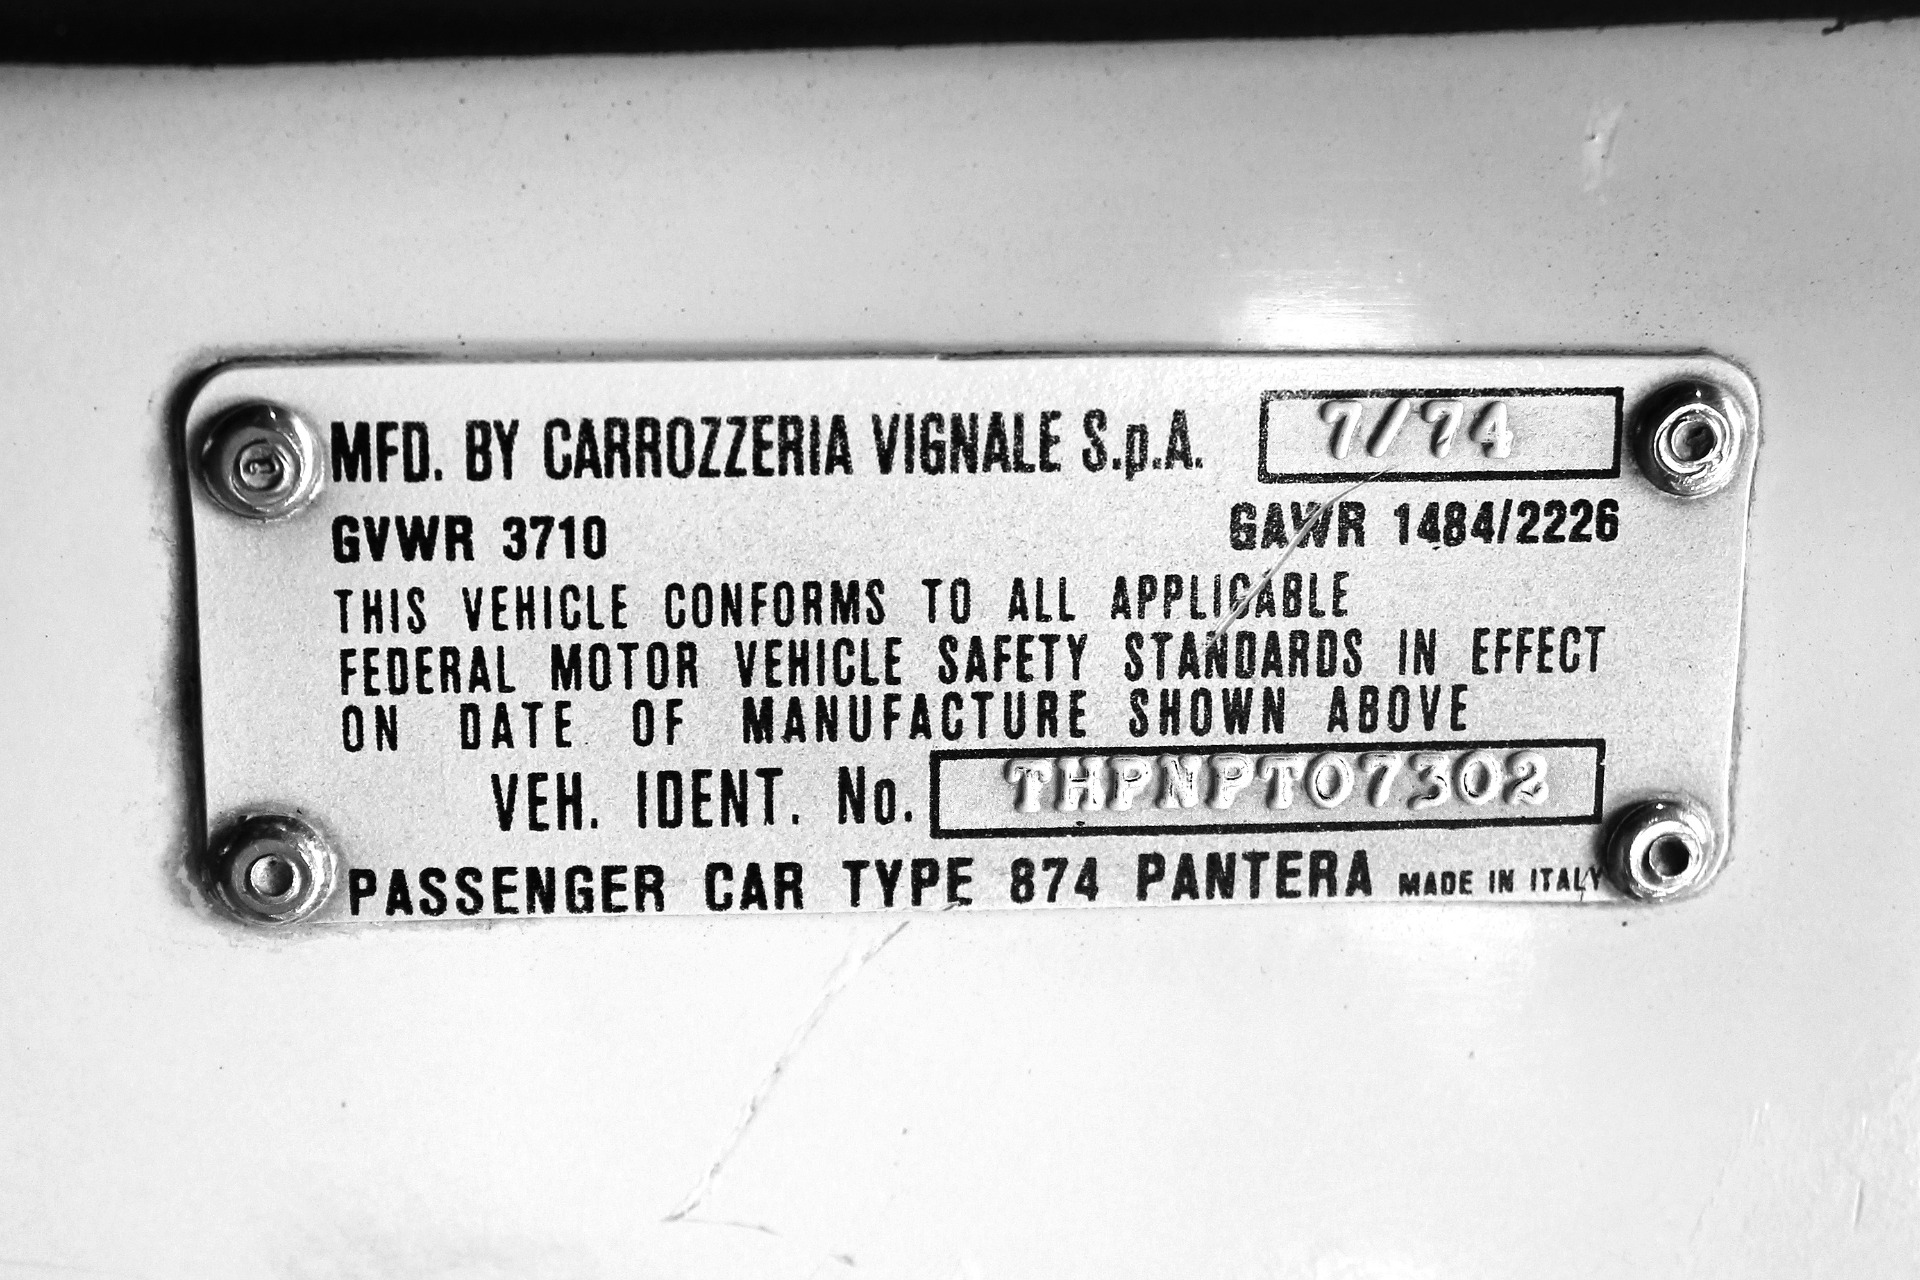 MFD. BY CARROZZERIA VIGNALE S.p.A. 7/74
GVWR 3710 GAWR 1484/2226
THIS VEHICLE CONFORMS TO ALL APPLICABLE
FEDERAL MOTOR VEHICLE SAFETY STANDARDS IN EFFECT
ON DATE OF MANUFACTURE SHOWN ABOVE
VEH. IDENT. No. THPNPT07302
PASSENGER CAR TYPE 874 PANTERA MADE IN ITALY